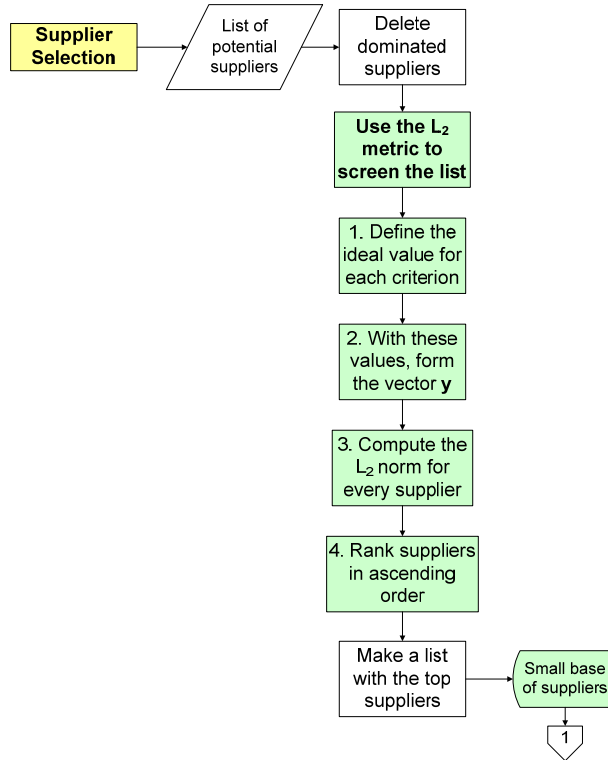 Supplier
Selection
List of
potential
suppliers
Delete
dominated
suppliers
Use the L₂
metric to
screen the list
1. Define the
ideal value for
each criterion
2. With these
values, form
the vector y
3. Compute the
L₂ norm for
every supplier
4. Rank suppliers
in ascending
order
Make a list
with the top
suppliers
Small base
of suppliers
1